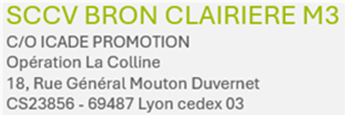 SCCV BRON CLAIRIERE M3
C/O ICADE PROMOTION
Opération La Colline
18, Rue Général Mouton Duvernet
CS23856 - 69487 Lyon cedex 03